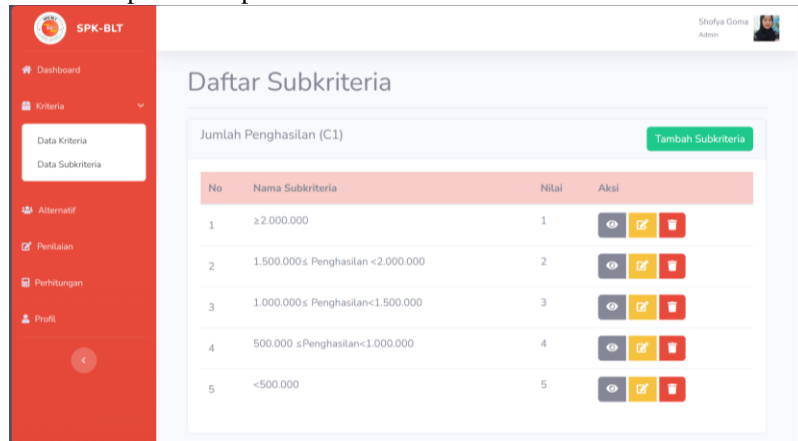 SPK-BLT
Shofya Goma
Admin
Dashboard
Kriteria
Data Kriteria
Data Subkriteria
Alternatif
Penilaian
Perhitungan
Profil
Daftar Subkriteria
Jumlah Penghasilan (C1)
Tambah Subkriteria
No Nama Subkriteria Nilai Aksi
1 ≥2.000.000 1
2 1.500.000≤ Penghasilan <2.000.000 2
3 1.000.000≤ Penghasilan<1.500.000 3
4 500.000 ≤Penghasilan<1.000.000 4
5 <500.000 5